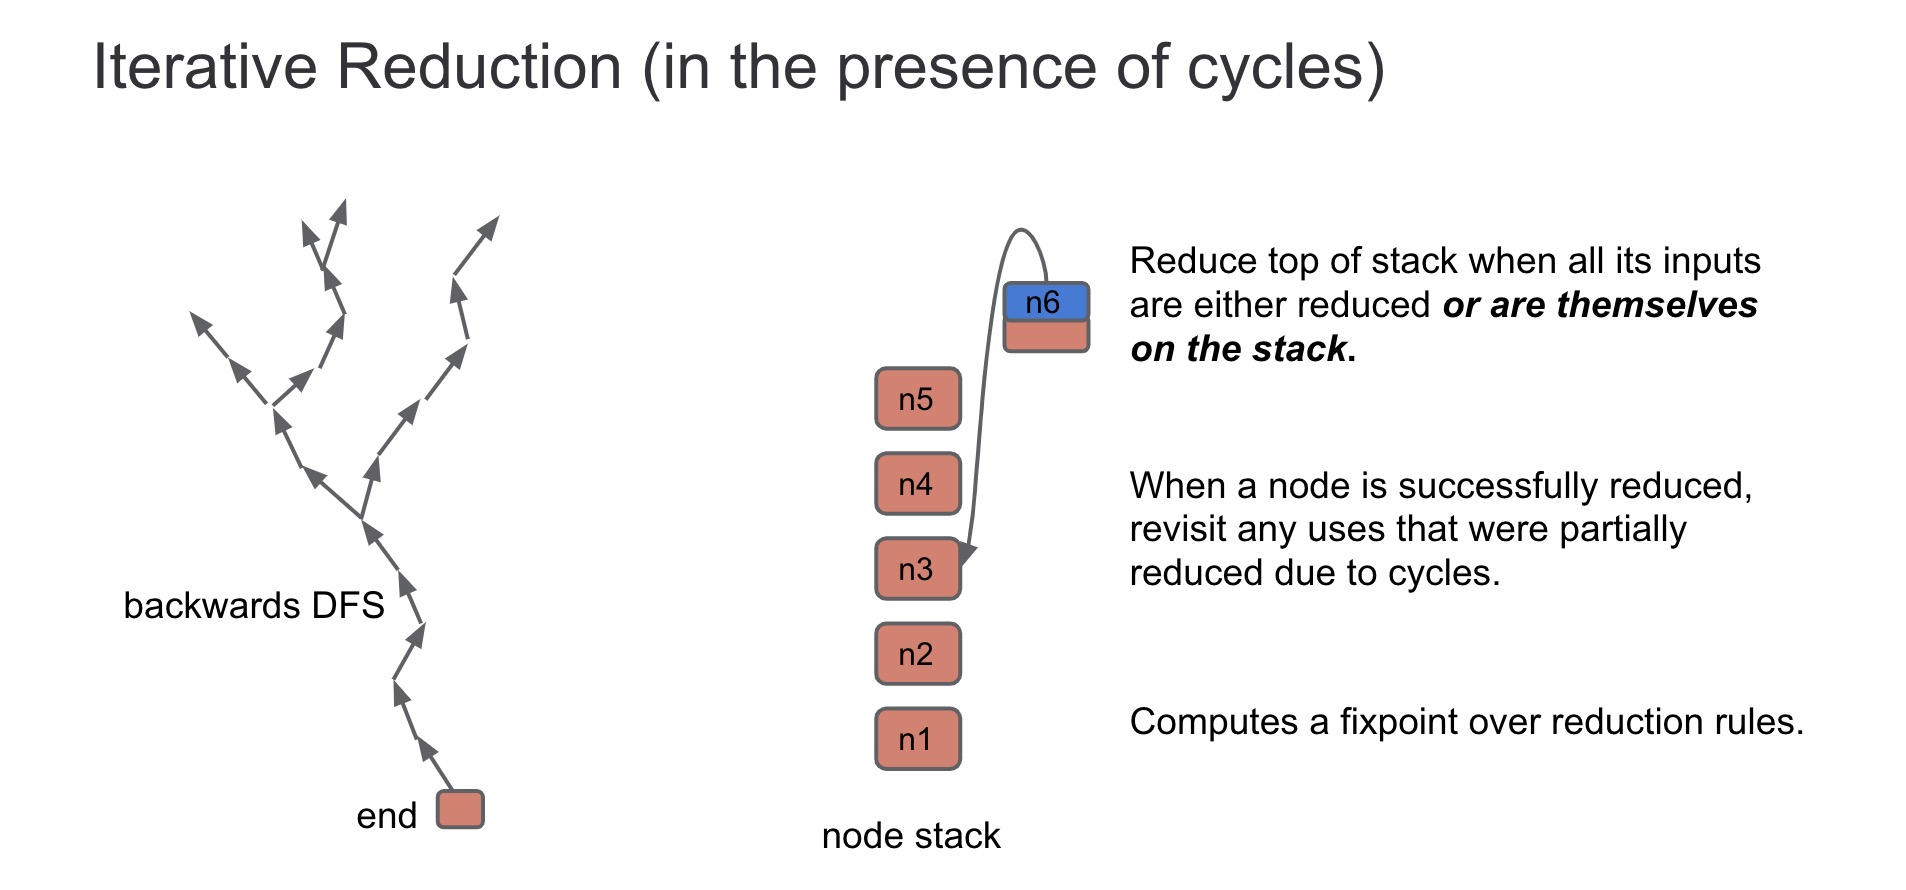 Iterative Reduction (in the presence of cycles)
backwards DFS
end
n6
n5
n4
n3
n2
n1
node stack
Reduce top of stack when all its inputs
are either reduced or are themselves
on the stack.
When a node is successfully reduced,
revisit any uses that were partially
reduced due to cycles.
Computes a fixpoint over reduction rules.